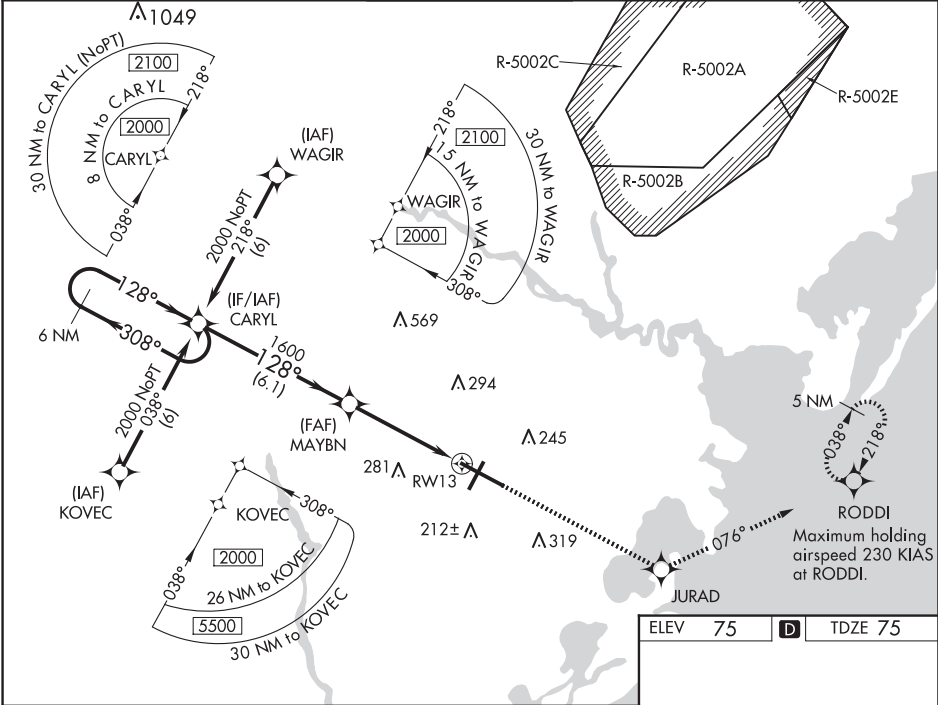 1049
30 NM to CARYL (NoPT)
2100
8 NM to CARYL
218°
2000
CARYL
038°
(IAF)
WAGIR
2000 NoPT
218°
(6)
218°
2100
15 NM to WAGIR
30 NM to WAGIR
WAGIR
2000
308°
R-5002C
R-5002A
R-5002E
R-5002B
128°
6 NM
308°
(IF/IAF)
CARYL
2000 NoPT
038°
(6)
1600
128°
(6.1)
569
294
245
(FAF)
MAYBN
281
RW13
212±
319
(IAF)
KOVEC
308°
KOVEC
2000
038°
26 NM to KOVEC
5500
30 NM to KOVEC
5 NM
038°
218°
RODDI
Maximum holding
airspeed 230 KIAS
at RODDI.
076°
JURAD
ELEV 75 D TDZE 75